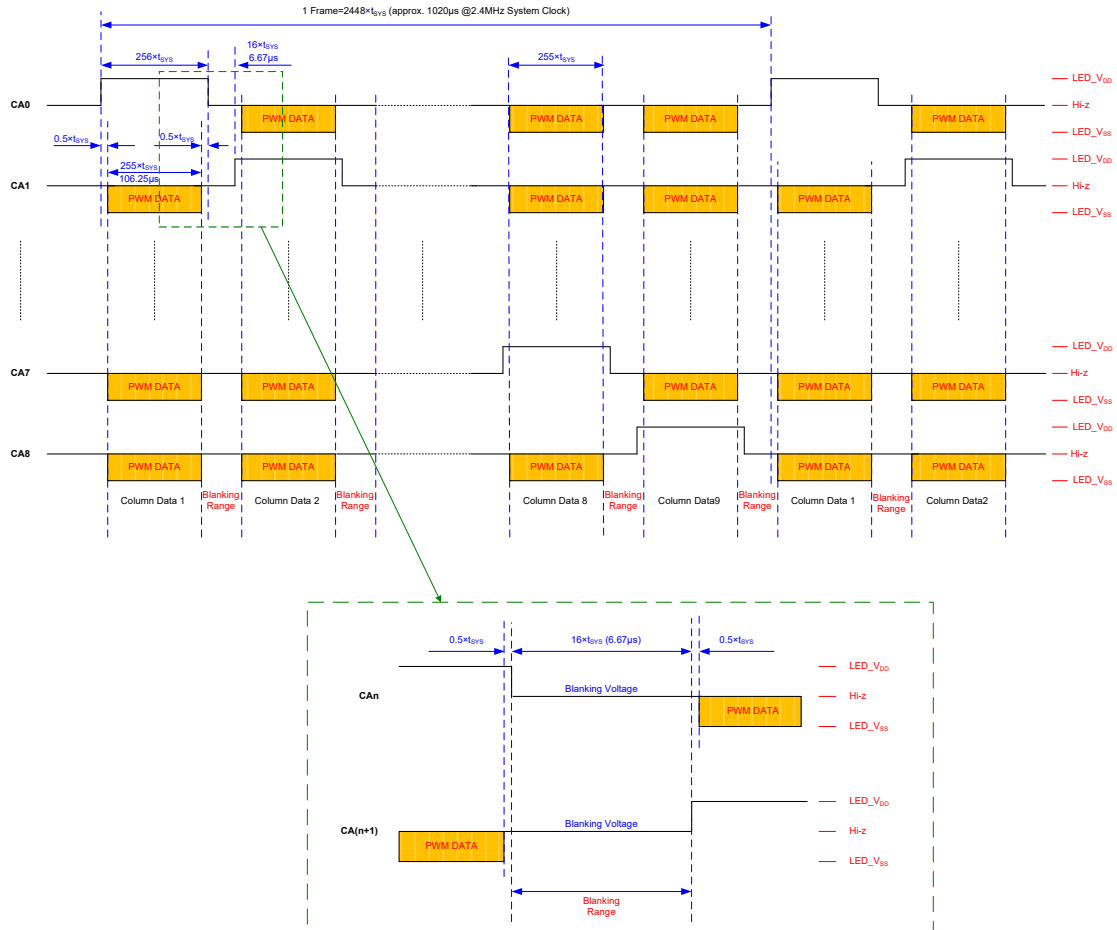 1 Frame=2448×tSYS (approx. 1020µs @2.4MHz System Clock)
256×tSYS
16×tSYS
6.67µs
255×tSYS
CA0
LED_VDD
Hi-z
LED_VSS
PWM DATA
PWM DATA
PWM DATA
PWM DATA
0.5×tSYS
0.5×tSYS
255×tSYS
106.25µs
CA1
LED_VDD
Hi-z
LED_VSS
PWM DATA
PWM DATA
PWM DATA
PWM DATA
CA7
LED_VDD
Hi-z
LED_VSS
PWM DATA
PWM DATA
PWM DATA
PWM DATA
PWM DATA
CA8
LED_VDD
Hi-z
LED_VSS
PWM DATA
PWM DATA
PWM DATA
PWM DATA
PWM DATA
Column Data 1
Blanking
Range
Column Data 2
Blanking
Range
Column Data 8
Blanking
Range
Column Data9
Blanking
Range
Column Data 1
Blanking
Range
Column Data2
0.5×tSYS
16×tSYS (6.67µs)
0.5×tSYS
CAn
Blanking Voltage
PWM DATA
LED_VDD
Hi-z
LED_VSS
CA(n+1)
PWM DATA
Blanking Voltage
LED_VDD
Hi-z
LED_VSS
Blanking
Range